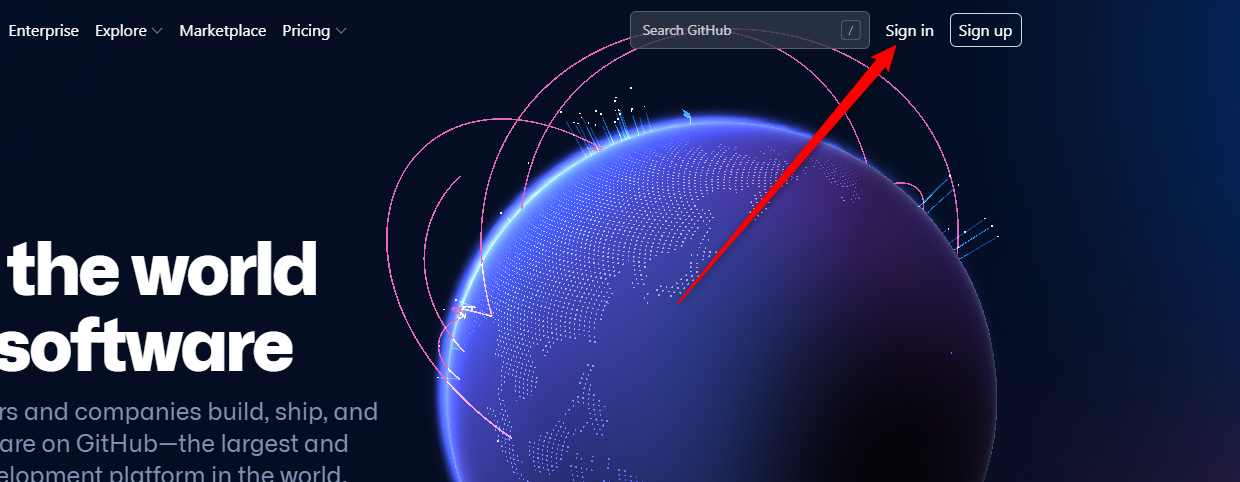 Enterprise Explore Marketplace Pricing Search GitHub / Sign in Sign up
the world
software
rs and companies build, ship, and
are on GitHub—the largest and
elopment platform in the world.